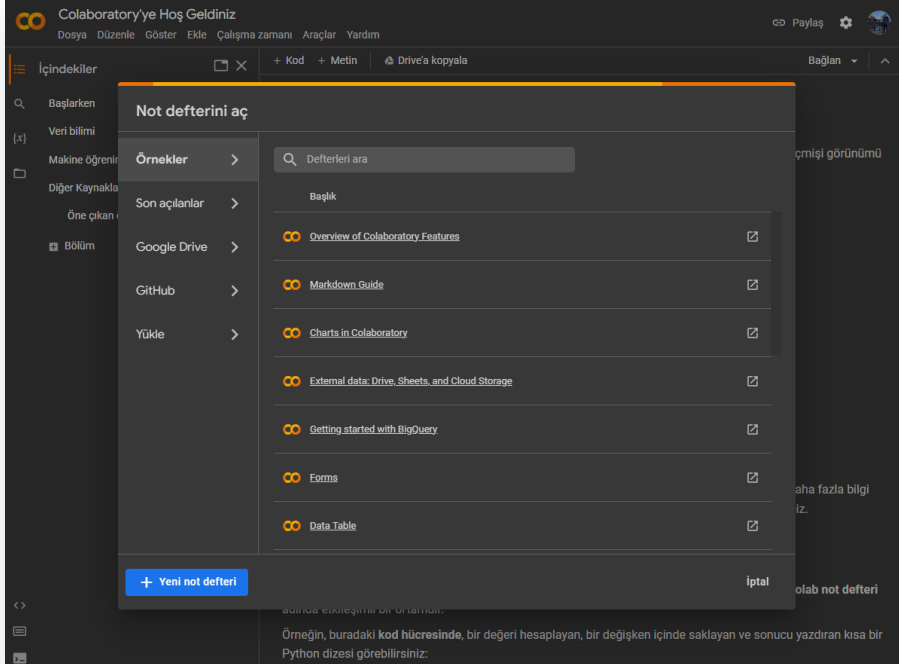 Colaboratory'ye Hoş Geldiniz
Dosya Düzenle Göster Ekle Çalışma zamanı Araçlar Yardım
Paylaş
İçindekiler
+ Kod + Metin Drive'a kopyala
Bağlan
Başlarken
Veri bilimi
Makine öğrenim
Diğer Kaynakla
Öne çıkan
Bölüm
{x}
Not defterini aç
Örnekler
Son açılanlar
Google Drive
GitHub
Yükle
Defterleri ara
Başlık
Overview of Colaboratory Features
Markdown Guide
Charts in Colaboratory
External data: Drive, Sheets, and Cloud Storage
Getting started with BigQuery
Forms
Data Table
+ Yeni not defteri
İptal
çmişi görünümü
aha fazla bilgi
iz.
olab not defteri
adında etkileşimli bir ortamdır.
Örneğin, buradaki kod hücresinde, bir değeri hesaplayan, bir değişken içinde saklayan ve sonucu yazdıran kısa bir
Python dizesi görebilirsiniz: